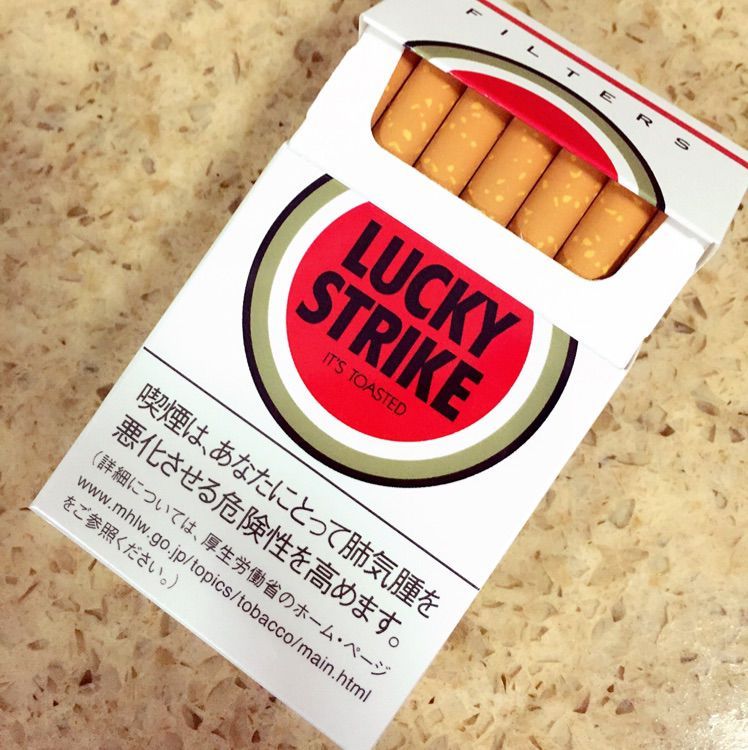 FILTERS
LUCKY
STRIKE
IT'S TOASTED
喫煙は、あなたにとって肺気腫を
悪化させる危険性を高めます。
（詳細については、厚生労働省のホーム・ページ
www.mhlw.go.jp/topics/tobacco/main.html
をご参照ください。）